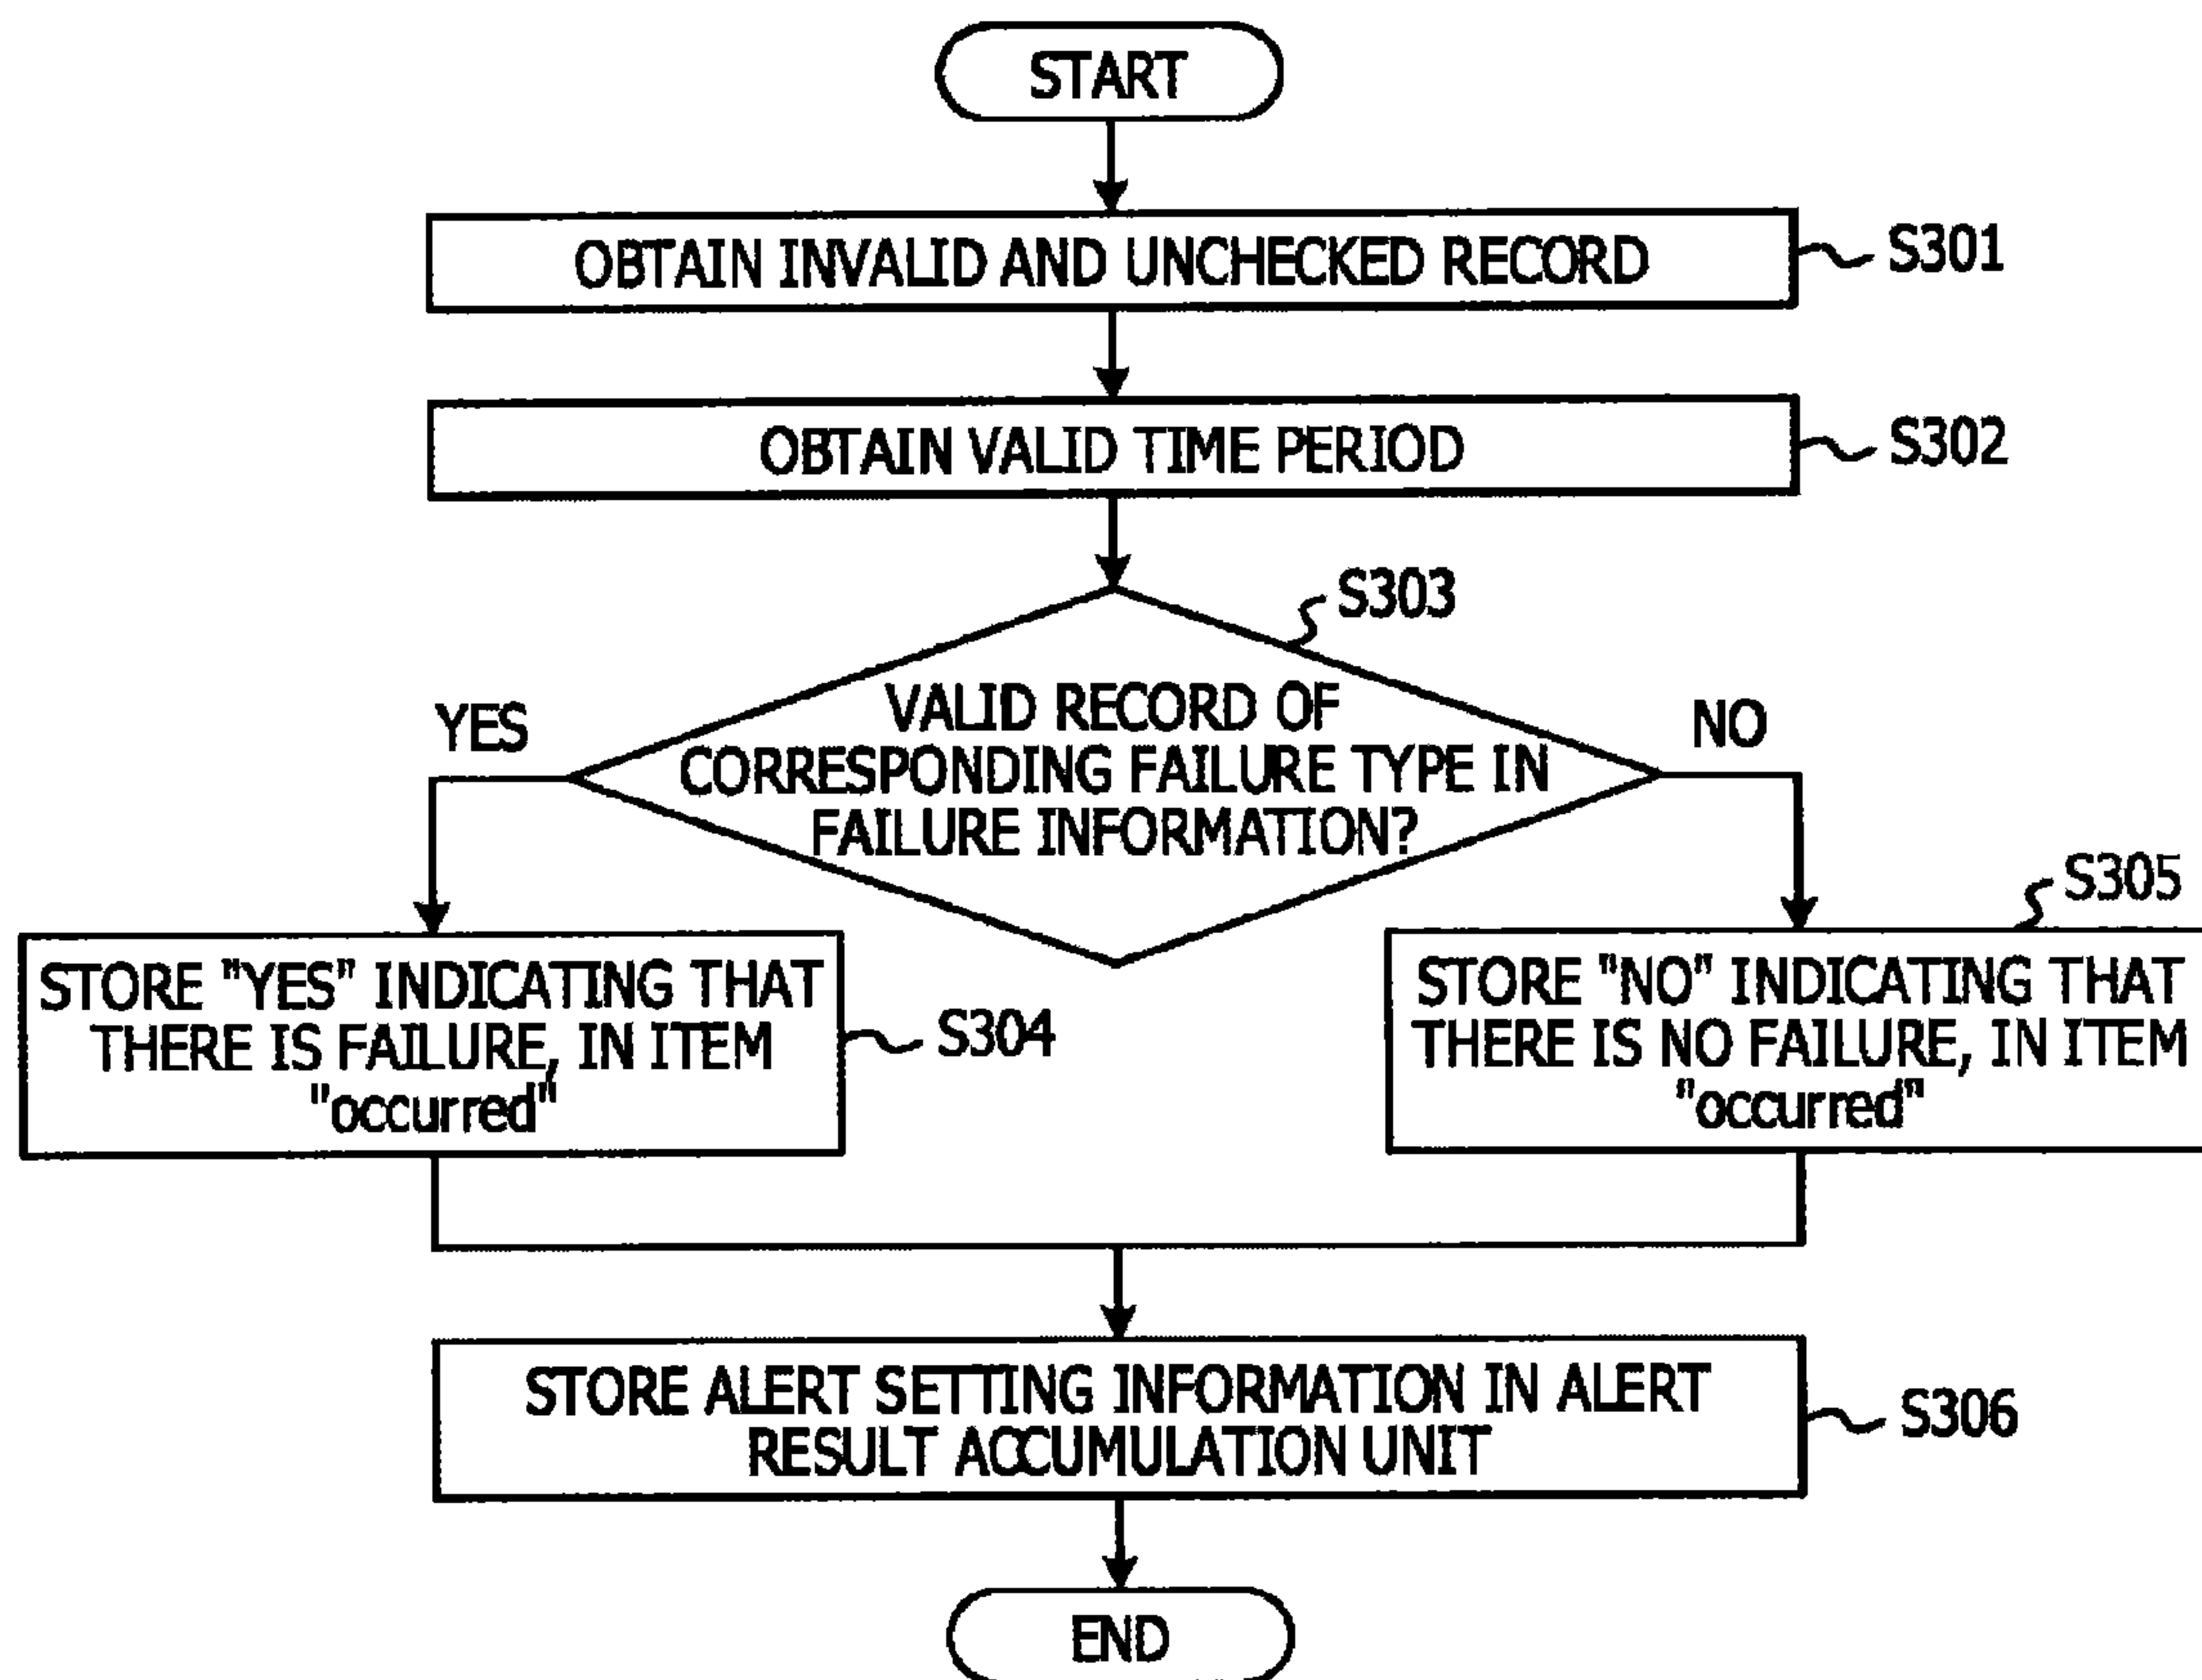 START
OBTAIN INVALID AND UNCHECKED RECORD
S301
OBTAIN VALID TIME PERIOD
S302
S303
VALID RECORD OF
CORRESPONDING FAILURE TYPE IN
FAILURE INFORMATION?
YES
NO
STORE "YES" INDICATING THAT
THERE IS FAILURE, IN ITEM
"occurred"
S304
S305
STORE "NO" INDICATING THAT
THERE IS NO FAILURE, IN ITEM
"occurred"
STORE ALERT SETTING INFORMATION IN ALERT
RESULT ACCUMULATION UNIT
S306
END